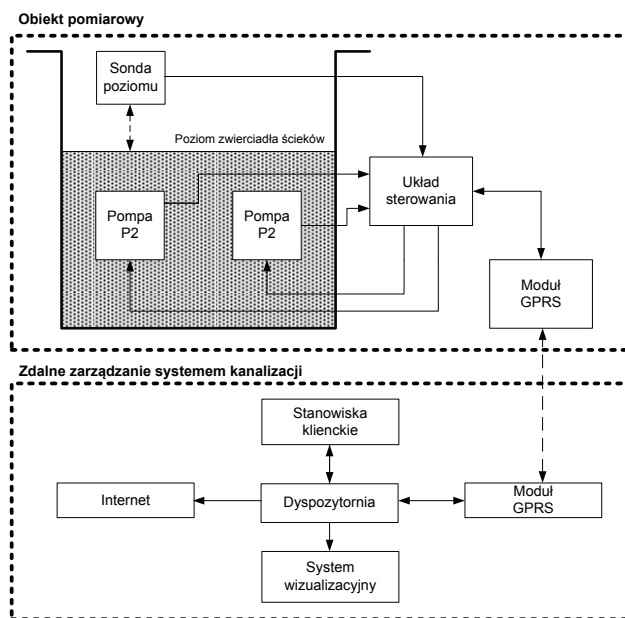 Obiekt pomiarowy
Sonda
poziomu
Poziom zwierciadła ścieków
Układ
sterowania
Pompa
P2
Pompa
P2
Moduł
GPRS
Zdalne zarządzanie systemem kanalizacji
Stanowiska
klienckie
Internet
Dyspozytornia
Moduł
GPRS
System
wizualizacyjny